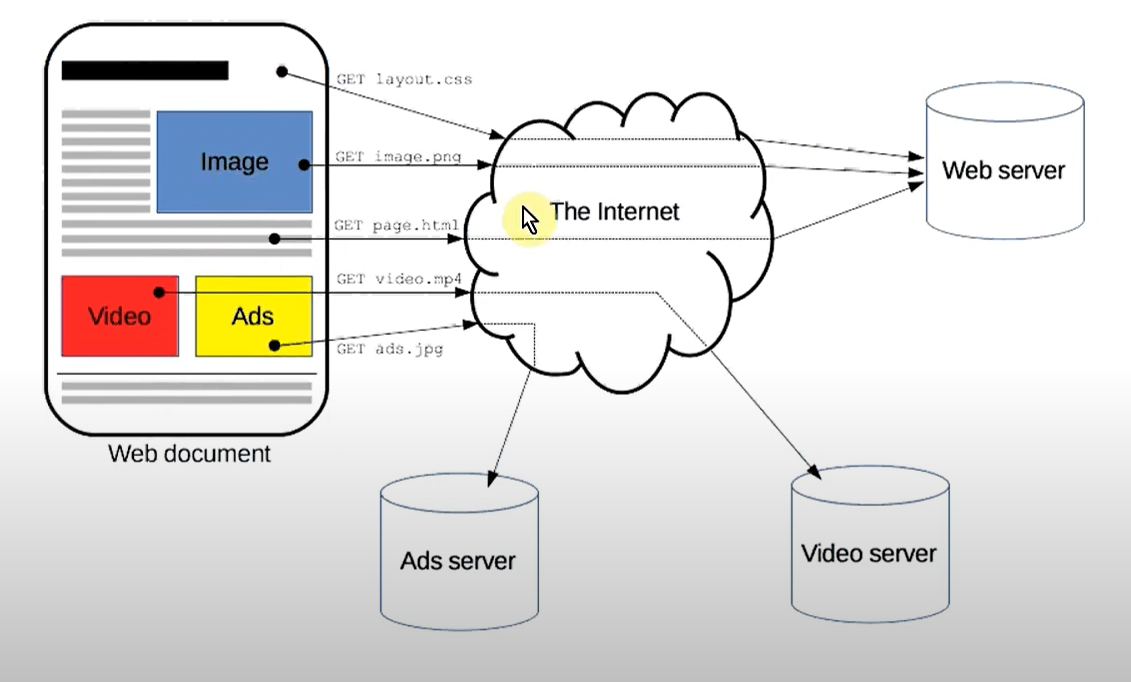 GET layout.css
Image
GET image.png
Web server
The Internet
GET page.html
GET video.mp4
Video
Ads
GET ads.jpg
Web document
Ads server
Video server